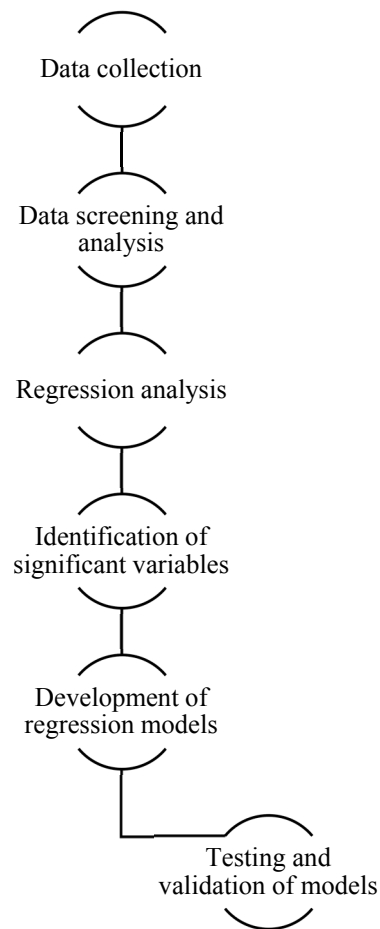 Data collection
Data screening and
analysis
Regression analysis
Identification of
significant variables
Development of
regression models
Testing and
validation of models